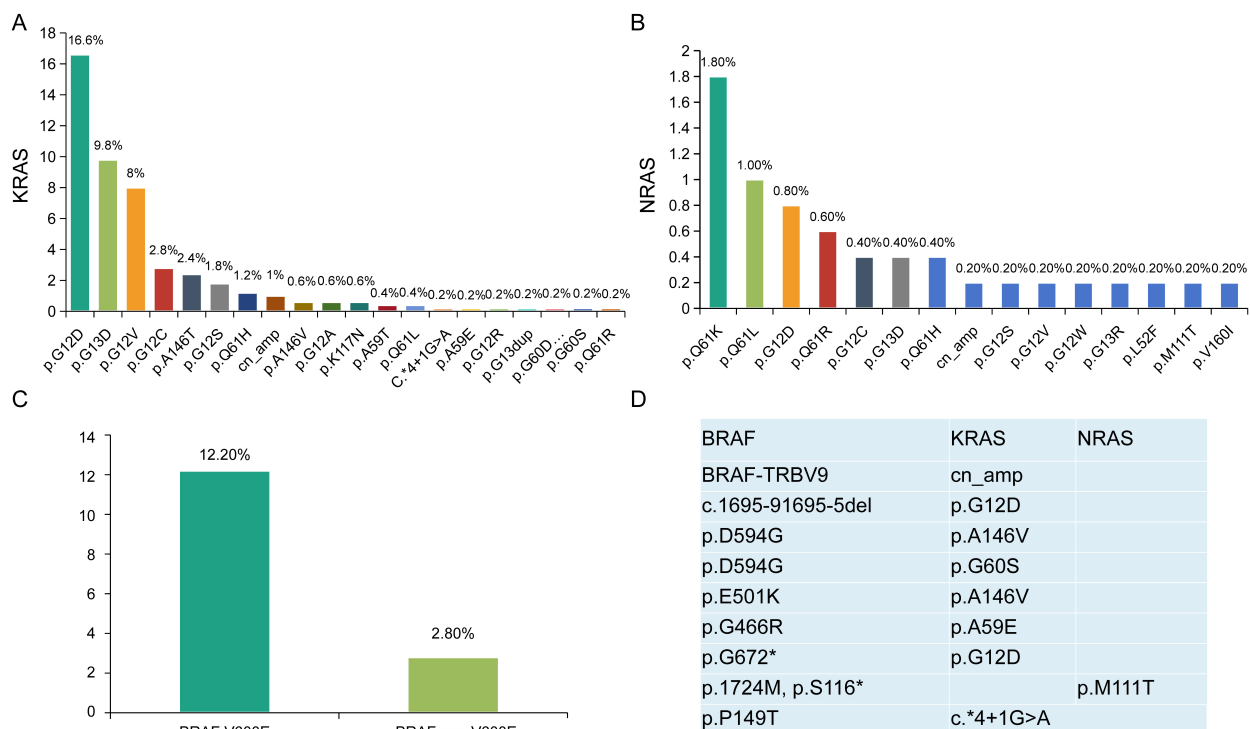 A
KRAS
18
16
14
12
10
8
6
4
2
0
16.6%
9.8%
8%
2.8%
2.4%
1.8%
1.2%
1%
0.6%
0.6%
0.6%
0.4%
0.4%
0.2%
0.2%
0.2%
0.2%
0.2%
0.2%
0.2%
p.G12D
p.G13D
p.G12V
p.G12C
p.A146T
p.G12S
p.Q61H
cn_amp
p.A146V
p.G12A
p.K117N
p.A59T
p.Q61L
C.*4+1G>A
p.A59E
p.G12R
p.G13dup
p.G60D...
p.G60S
p.Q61R
B
NRAS
2
1.8
1.6
1.4
1.2
1
0.8
0.6
0.4
0.2
0
1.80%
1.00%
0.80%
0.60%
0.40%
0.40%
0.40%
0.20%
0.20%
0.20%
0.20%
0.20%
0.20%
0.20%
0.20%
p.Q61K
p.Q61L
p.G12D
p.Q61R
p.G12C
p.G13D
p.Q61H
cn_amp
p.G12S
p.G12V
p.G12W
p.G13R
p.L52F
p.M111T
p.V160I
C
14
12
10
8
6
4
2
0
12.20%
2.80%
D
BRAF KRAS NRAS
BRAF-TRBV9 cn_amp
c.1695-91695-5del p.G12D
p.D594G p.A146V
p.D594G p.G60S
p.E501K p.A146V
p.G466R p.A59E
p.G672* p.G12D
p.1724M, p.S116* p.M111T
p.P149T c.*4+1G>A